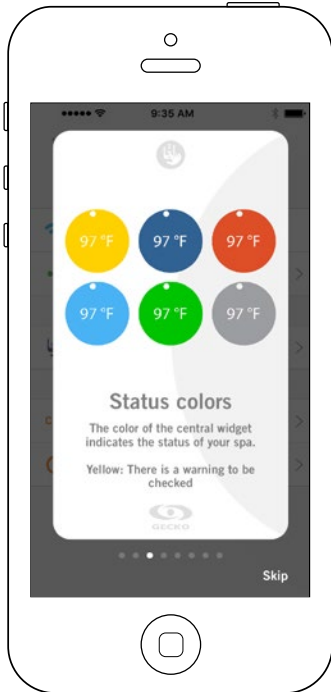 9:35 AM
97 °F 97 °F 97 °F
97 °F 97 °F 97 °F
Status colors
The color of the central widget
indicates the status of your spa.
Yellow: There is a warning to be
checked
GECKO
Skip